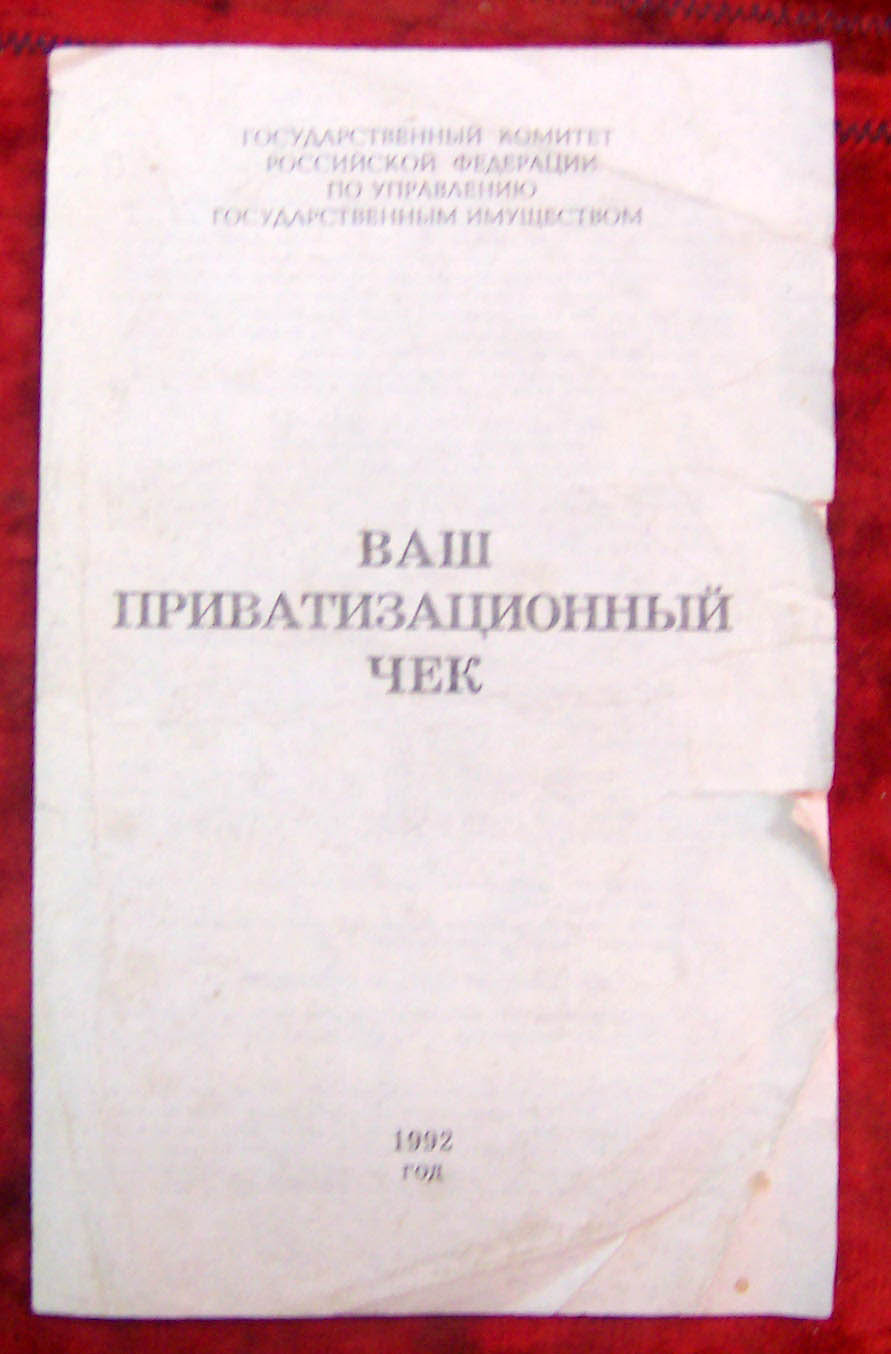 ГОСУДАРСТВЕННЫЙ КОМИТЕТ
РОССИЙСКОЙ ФЕДЕРАЦИИ
ПО УПРАВЛЕНИЮ
ГОСУДАРСТВЕННЫМ ИМУЩЕСТВОМ
ВАШ
ПРИВАТИЗАЦИОННЫЙ
ЧЕК
1992
ГОД